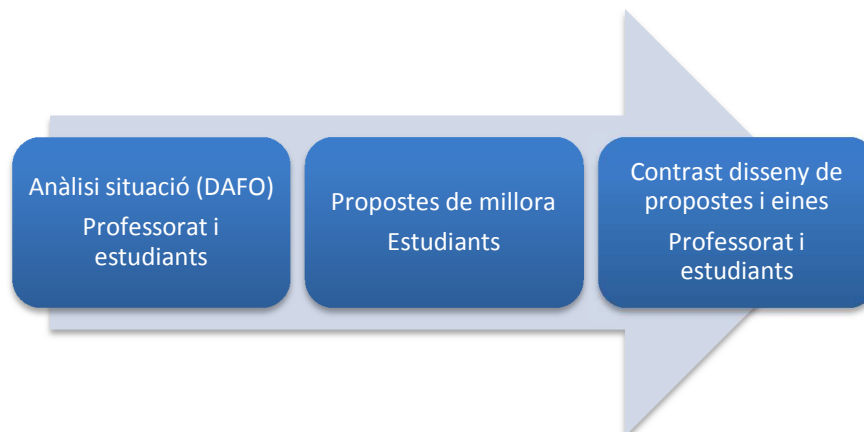 Anàlisi situació (DAFO)
Professorat i
estudiants
Propostes de millora
Estudiants
Contrast disseny de
propostes i eines
Professorat i
estudiants